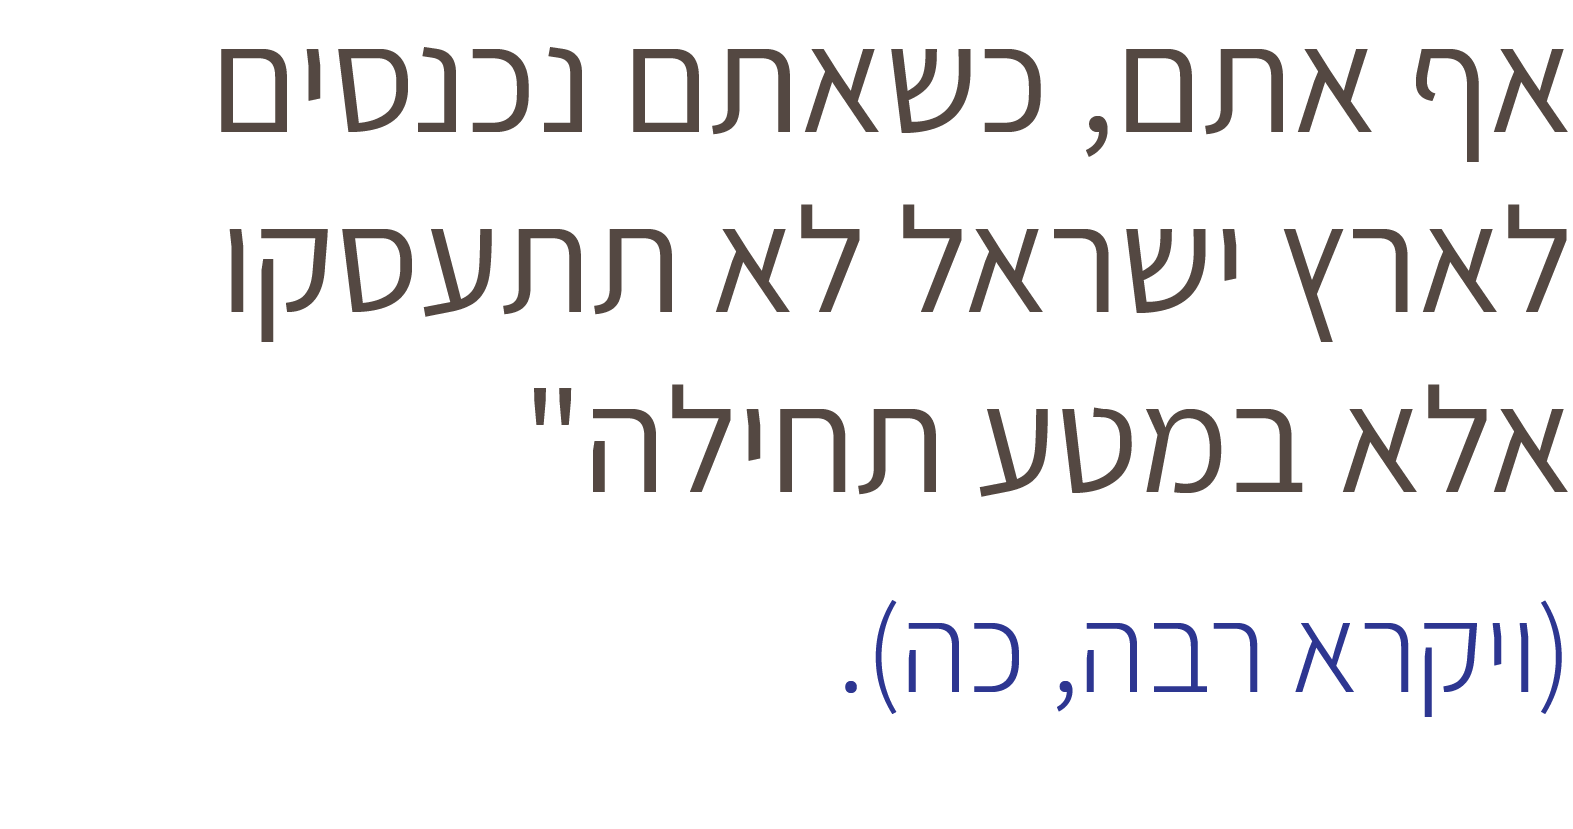 אף אתם, כשאתם נכנסים
לארץ ישראל לא תתעסקו
אלא במטע תחילה"
(ויקרא רבה, כה).